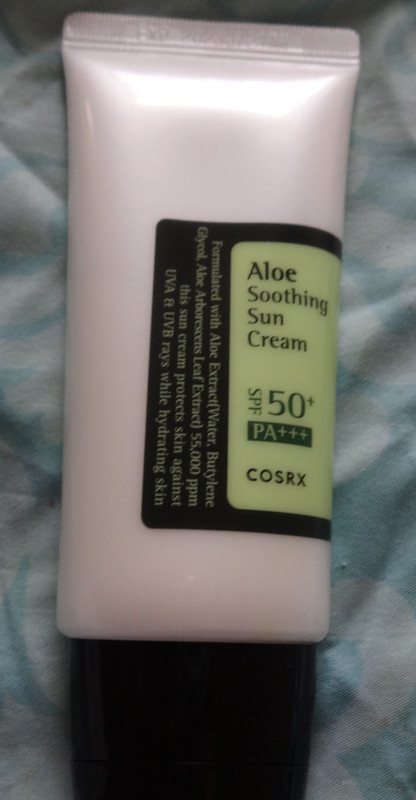 Aloe
Soothing
Sun
Cream
SPF 50+
PA+++
COSRX
Formulated with Aloe Extract(Water, Butylene
Glycol, Aloe Arborescens Leaf Extract) 55,000 ppm
this sun cream protects skin against
UVA & UVB rays while hydrating skin